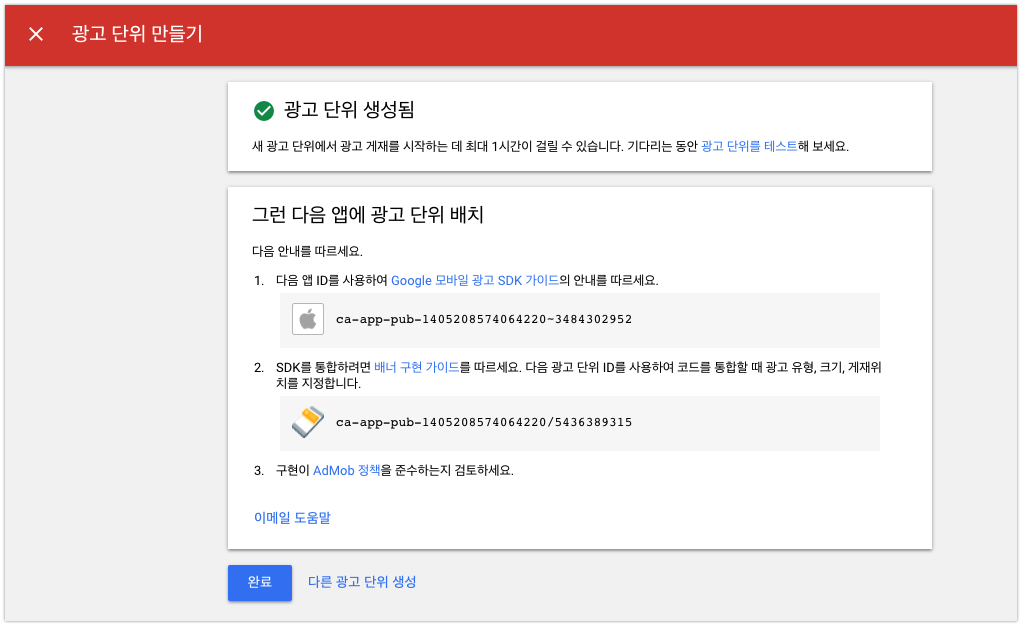 광고 단위 만들기
광고 단위 생성됨
새 광고 단위에서 광고 게재를 시작하는 데 최대 1시간이 걸릴 수 있습니다. 기다리는 동안 광고 단위를 테스트해 보세요.
그런 다음 앱에 광고 단위 배치
다음 안내를 따르세요.
1. 다음 앱 ID를 사용하여 Google 모바일 광고 SDK 가이드의 안내를 따르세요.
ca-app-pub-1405208574064220~3484302952
2. SDK를 통합하려면 배너 구현 가이드를 따르세요. 다음 광고 단위 ID를 사용하여 코드를 통합할 때 광고 유형, 크기, 게재위
치를 지정합니다.
ca-app-pub-1405208574064220/5436389315
3. 구현이 AdMob 정책을 준수하는지 검토하세요.
이메일 도움말
완료 다른 광고 단위 생성